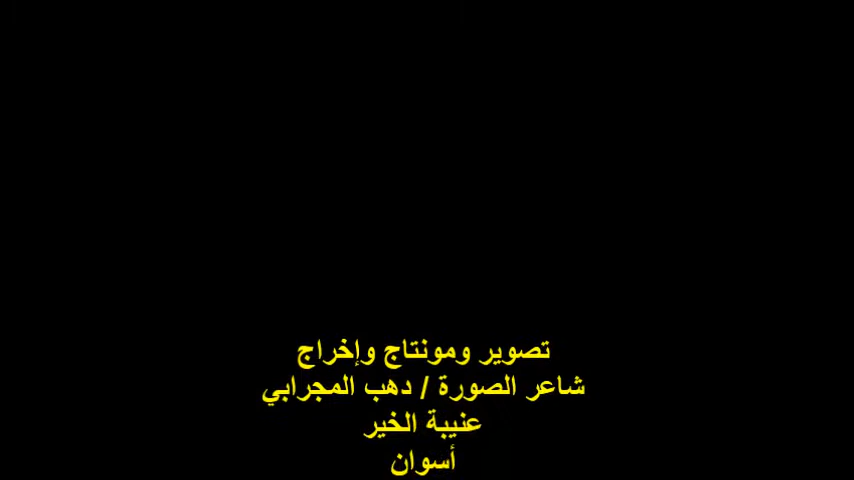 تصوير ومونتاج وإخراج
شاعر الصورة / دهب المجرابي
عنيبة الخير
أسوان